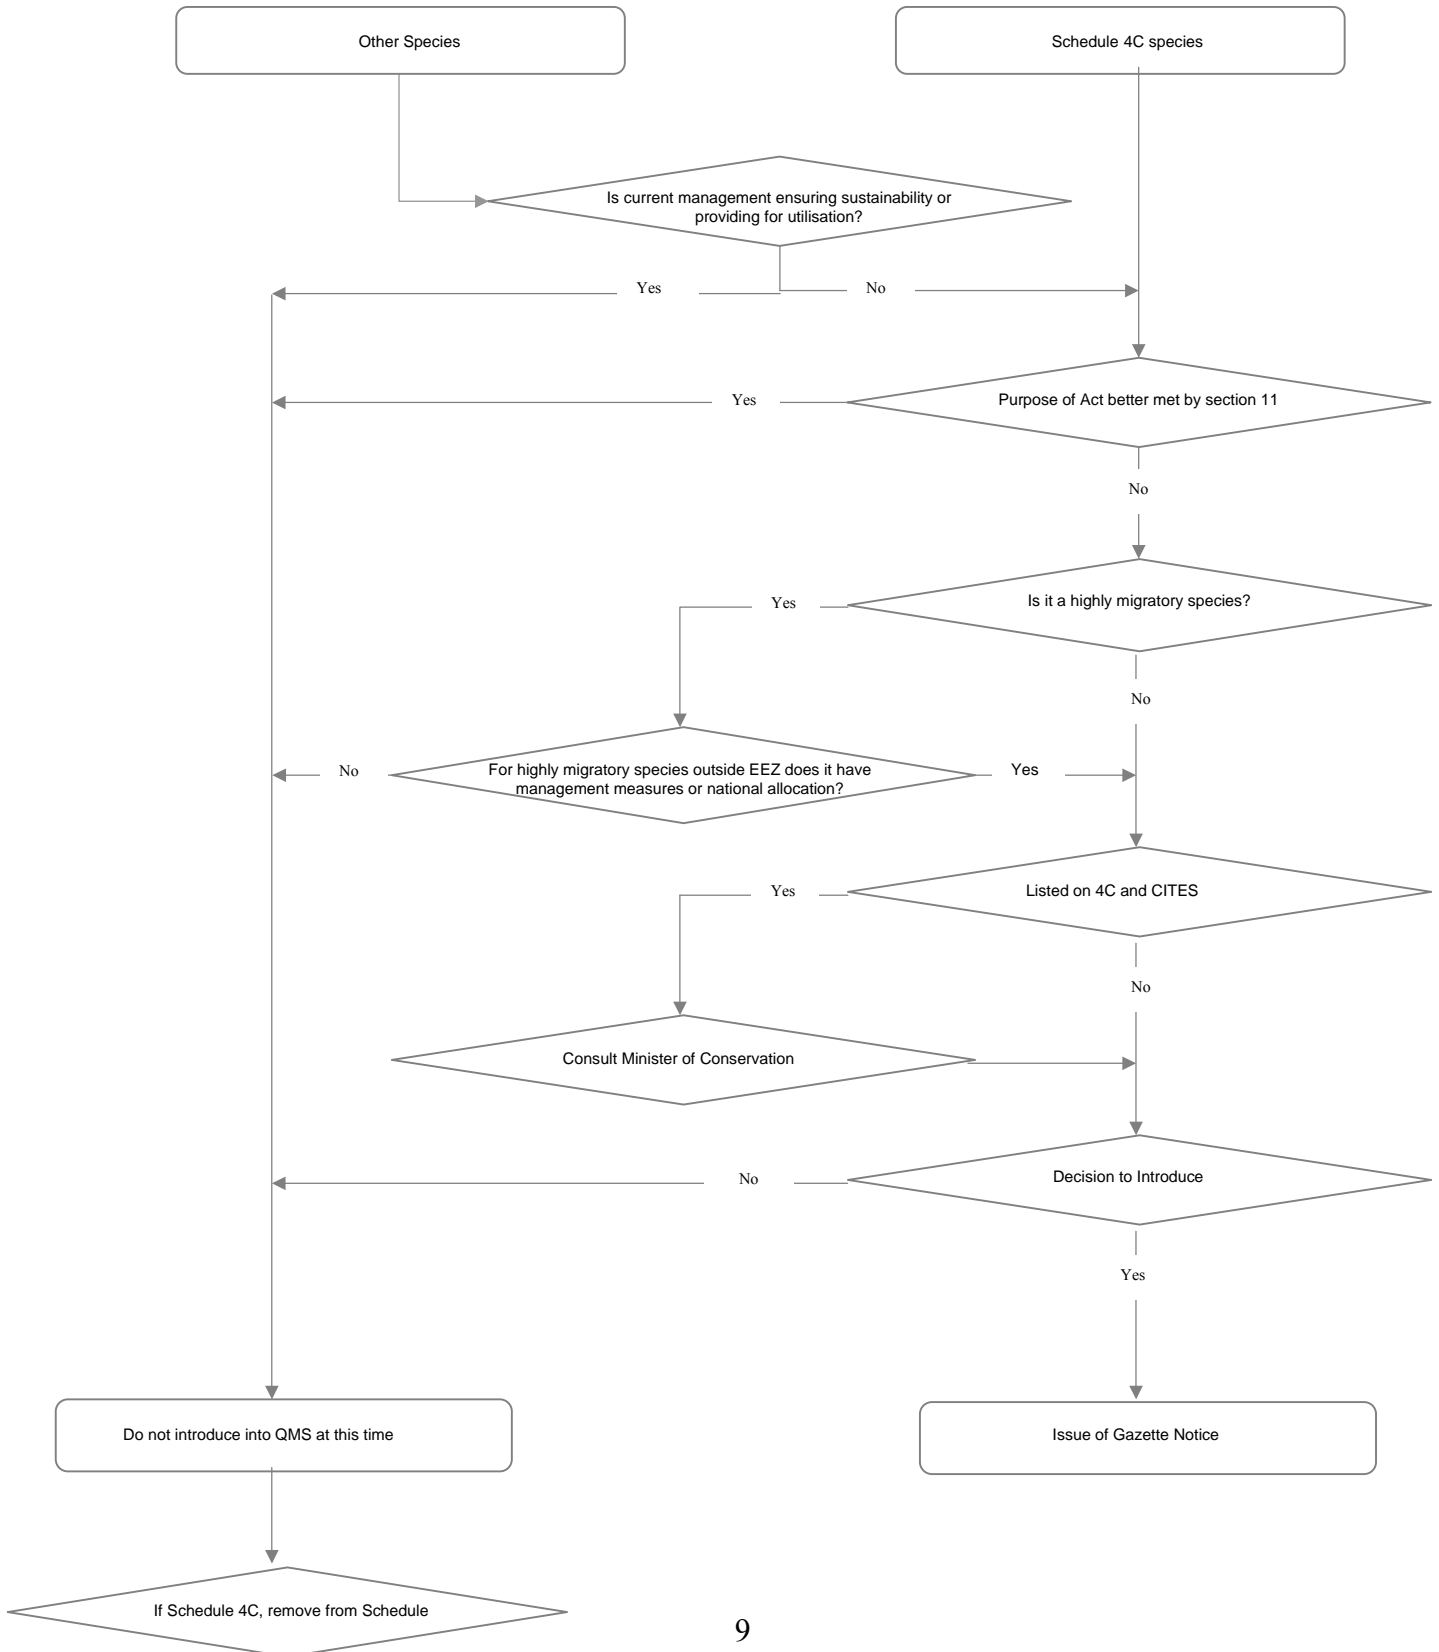 Other Species
Schedule 4C species
Is current management ensuring sustainability or
providing for utilisation?
Yes
No
Yes
Purpose of Act better met by section 11
No
Yes
Is it a highly migratory species?
No
No
For highly migratory species outside EEZ does it have
management measures or national allocation?
Yes
Yes
Listed on 4C and CITES
No
Consult Minister of Conservation
No
Decision to Introduce
Yes
Do not introduce into QMS at this time
Issue of Gazette Notice
If Schedule 4C, remove from Schedule
9